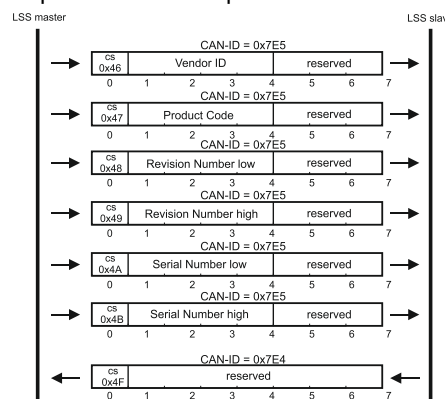 LSS master LSS slav
CAN-ID = 0x7E5
cs
0x46 Vendor ID reserved
0 1 2 3 4 5 6 7
CAN-ID = 0x7E5
cs
0x47 Product Code reserved
0 1 2 3 4 5 6 7
CAN-ID = 0x7E5
cs
0x48 Revision Number low reserved
0 1 2 3 4 5 6 7
CAN-ID = 0x7E5
cs
0x49 Revision Number high reserved
0 1 2 3 4 5 6 7
CAN-ID = 0x7E5
cs
0x4A Serial Number low reserved
0 1 2 3 4 5 6 7
CAN-ID = 0x7E5
cs
0x4B Serial Number high reserved
0 1 2 3 4 5 6 7
CAN-ID = 0x7E4
cs
0x4F reserved
0 1 2 3 4 5 6 7